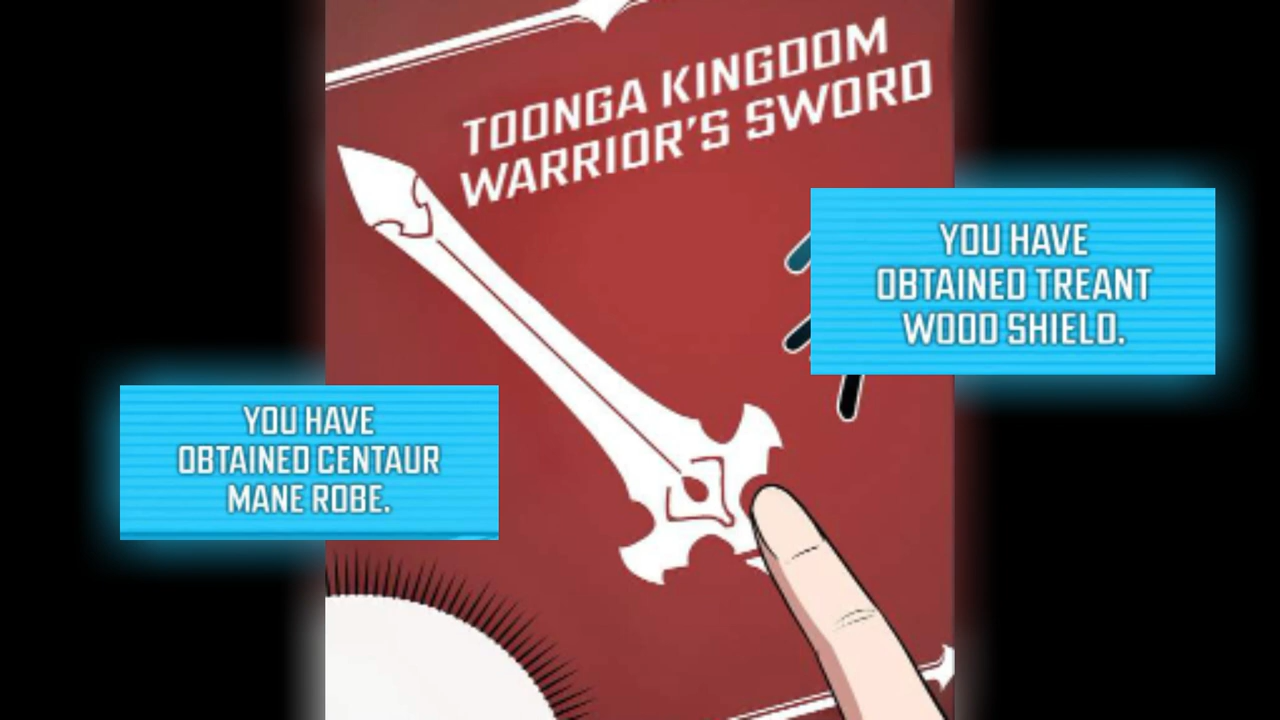 TOONGA KINGDOM
WARRIOR'S SWORD
YOU HAVE
OBTAINED TREANT
WOOD SHIELD.
YOU HAVE
OBTAINED CENTAUR
MANE ROBE.